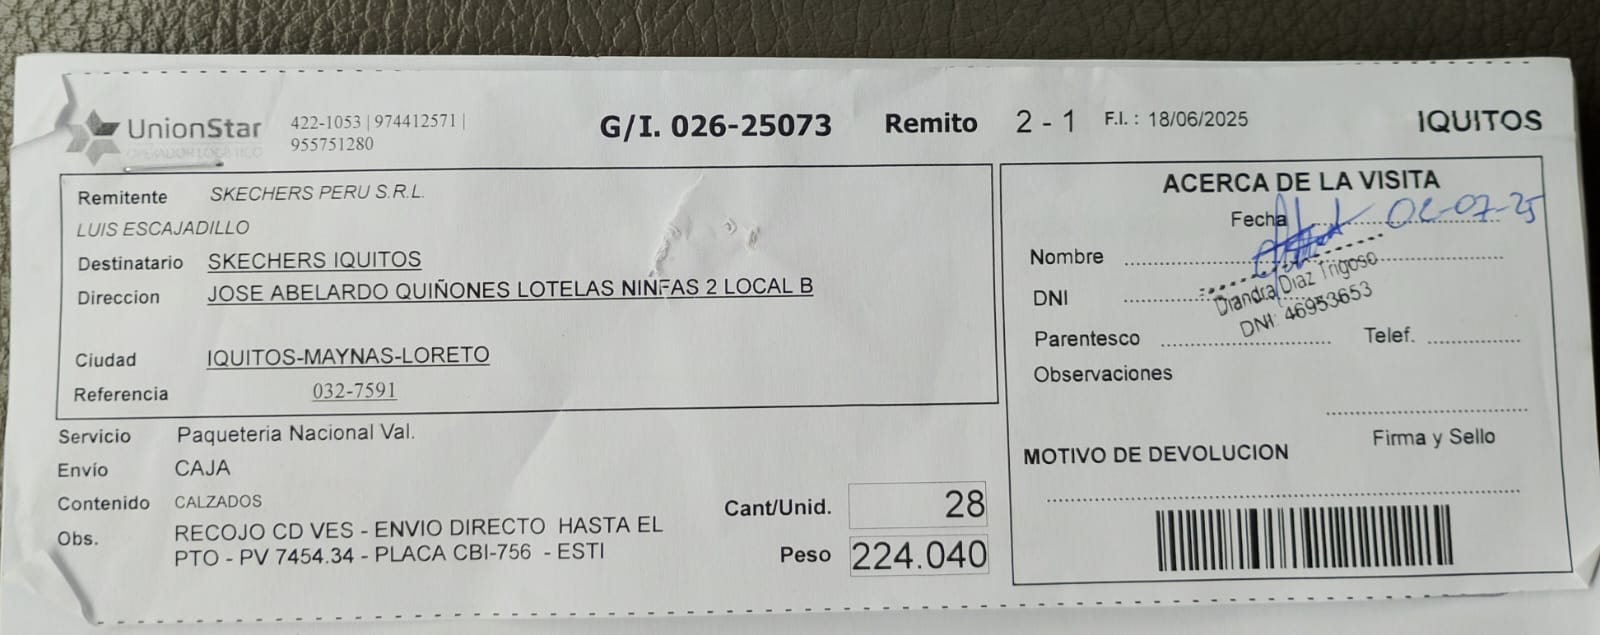 UnionStar
OPERADOR LOGISTICO
422-1053 | 974412571 |
955751280
G/I. 026-25073 Remito 2 - 1 F.I. : 18/06/2025 IQUITOS
Remitente SKECHERS PERU S.R.L.
LUIS ESCAJADILLO
Destinatario SKECHERS IQUITOS
Direccion JOSE ABELARDO QUIÑONES LOTELAS NINFAS 2 LOCAL B
Ciudad IQUITOS-MAYNAS-LORETO
Referencia 032-7591
Servicio Paqueteria Nacional Val.
Envío CAJA
Contenido CALZADOS
Obs. RECOJO CD VES - ENVIO DIRECTO HASTA EL
PTO - PV 7454.34 - PLACA CBI-756 - ESTI
Cant/Unid. 28
Peso 224.040
ACERCA DE LA VISITA
Fecha 02-07-25
Nombre
Diandra Diaz Trigoso
DNI
DNI: 46953653
Parentesco Telef.
Observaciones
Firma y Sello
MOTIVO DE DEVOLUCION